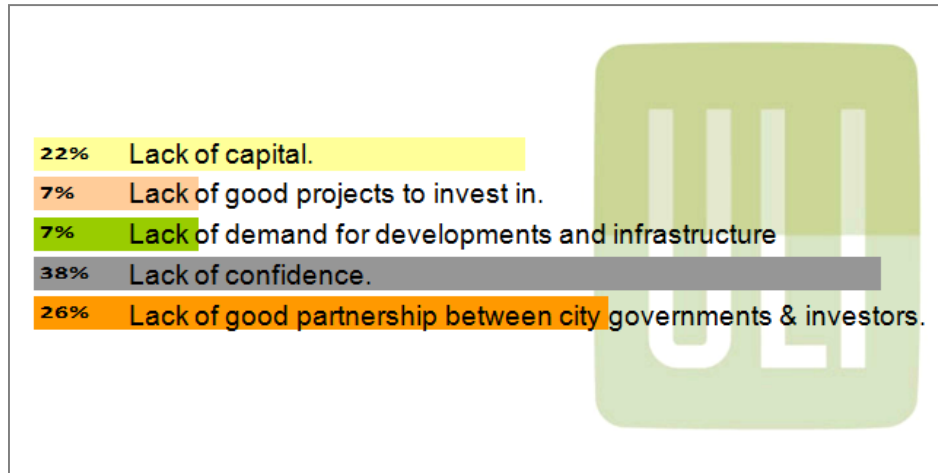 22% Lack of capital.
7% Lack of good projects to invest in.
7% Lack of demand for developments and infrastructure
38% Lack of confidence.
26% Lack of good partnership between city governments & investors.
ULI